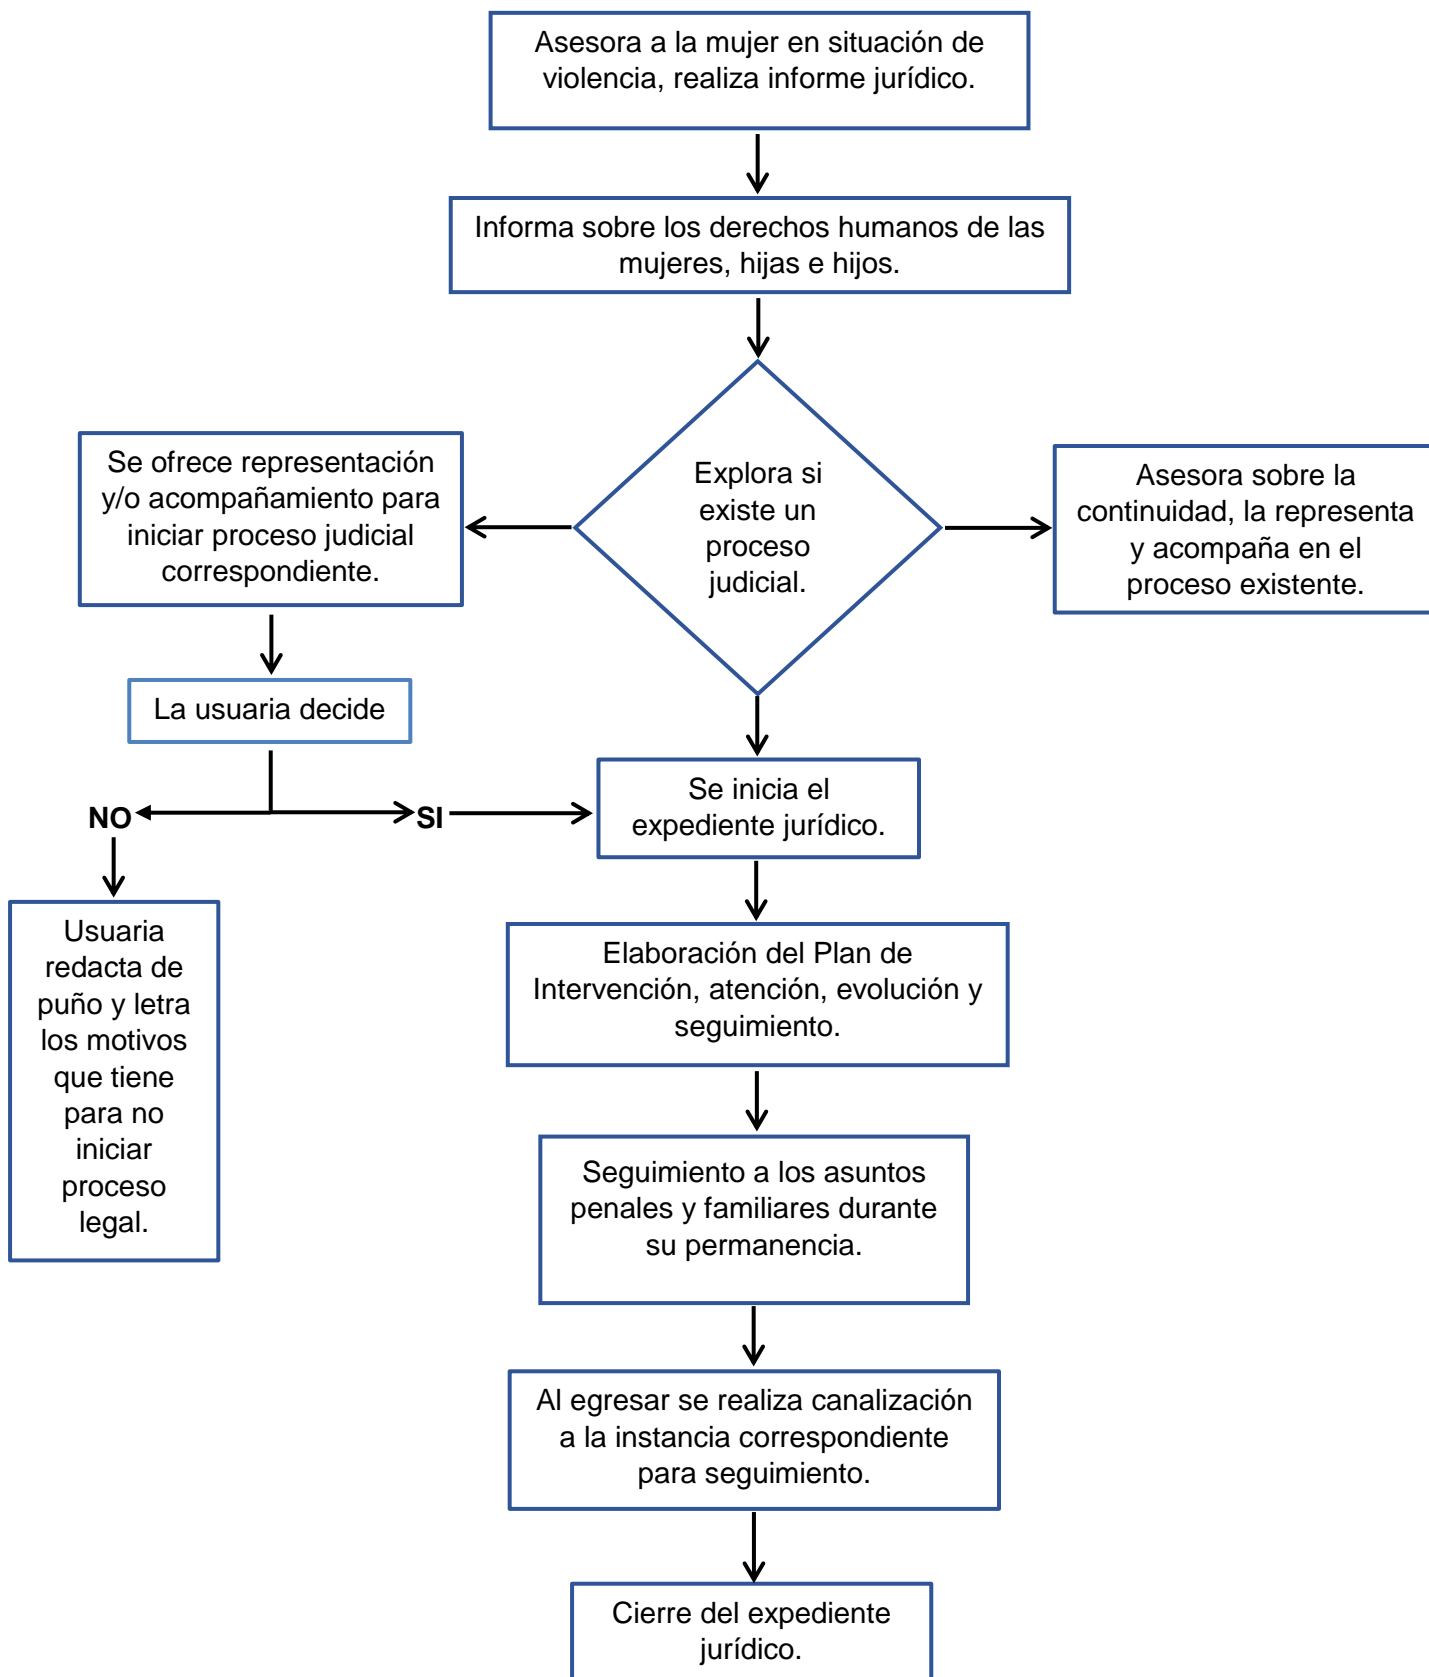 Asesora a la mujer en situación de
violencia, realiza informe jurídico.
Informa sobre los derechos humanos de las
mujeres, hijas e hijos.
Explora si
existe un
proceso
judicial.
Se ofrece representación
y/o acompañamiento para
iniciar proceso judicial
correspondiente.
Asesora sobre la
continuidad, la representa
y acompaña en el
proceso existente.
La usuaria decide
NO
SI
Se inicia el
expediente jurídico.
Usuaria
redacta de
puño y letra
los motivos
que tiene
para no
iniciar
proceso
legal.
Elaboración del Plan de
Intervención, atención, evolución y
seguimiento.
Seguimiento a los asuntos
penales y familiares durante
su permanencia.
Al egresar se realiza canalización
a la instancia correspondiente
para seguimiento.
Cierre del expediente
jurídico.